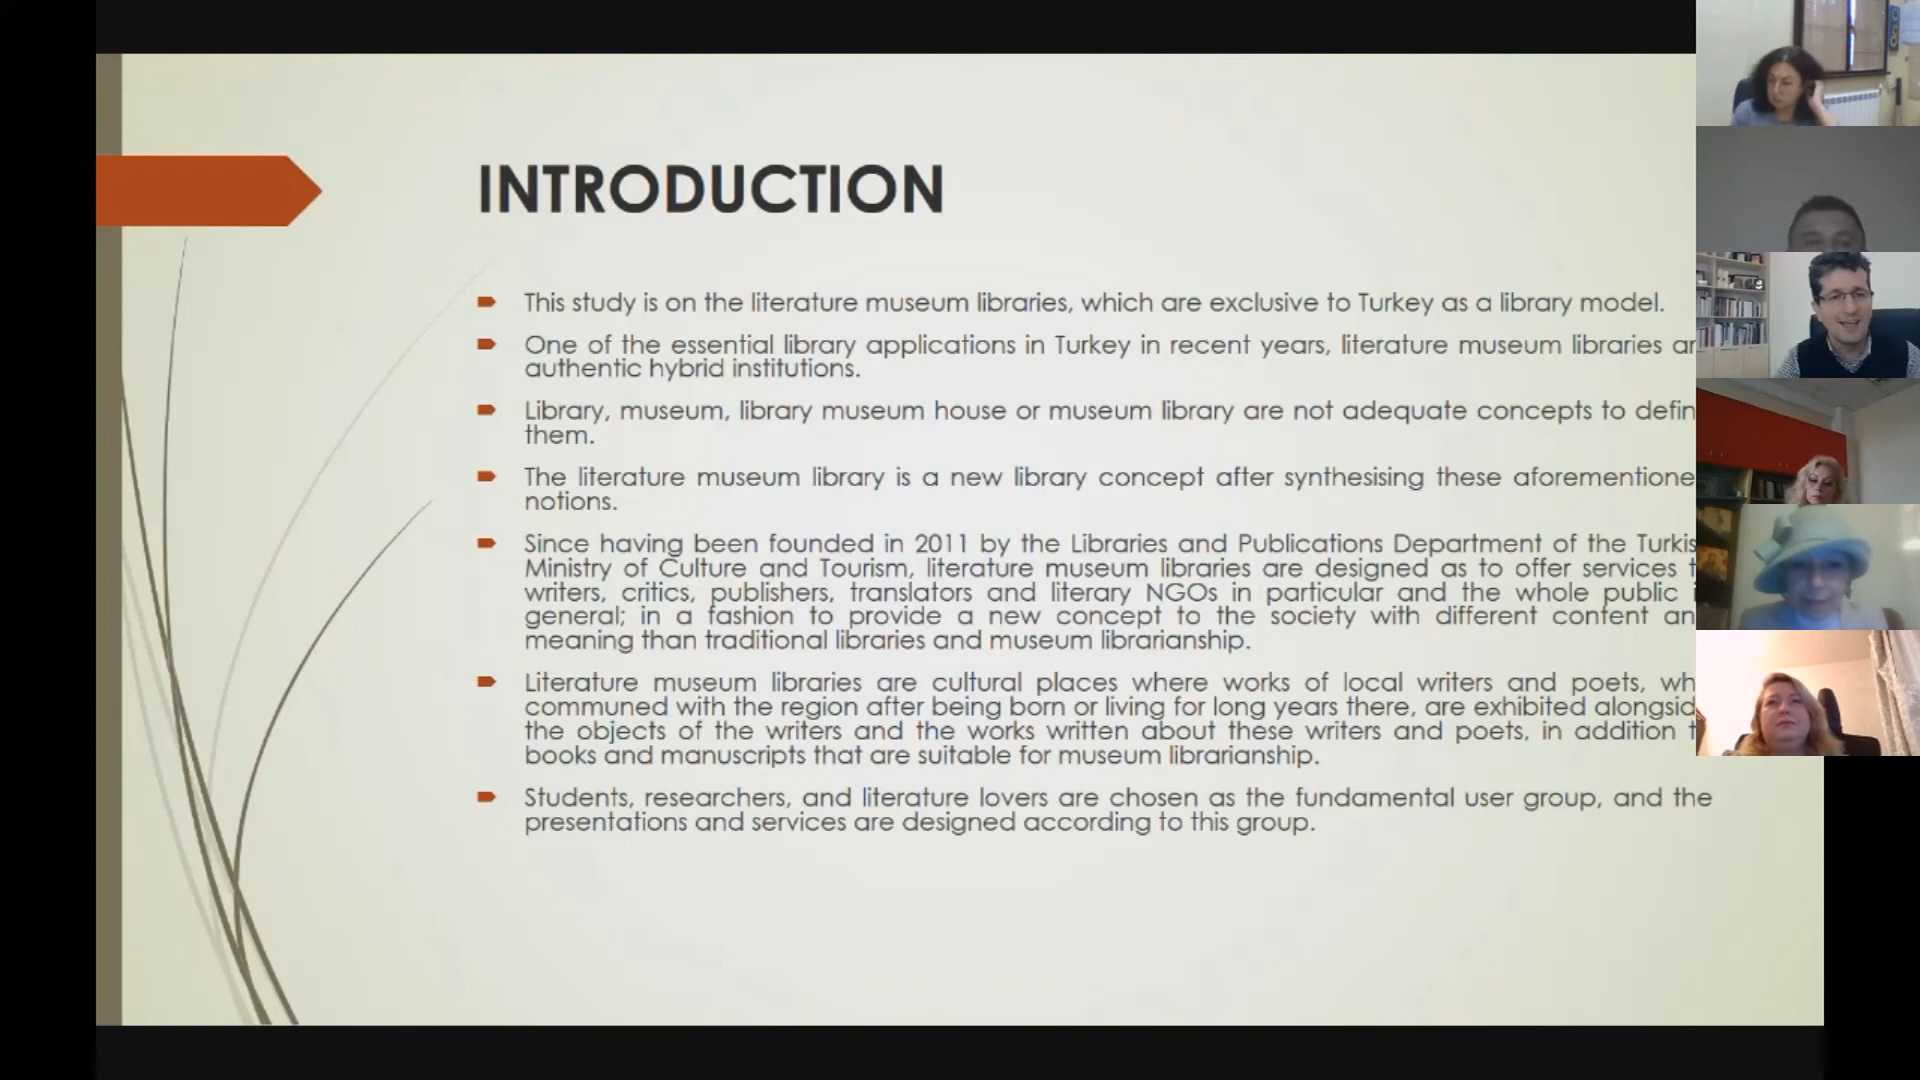 INTRODUCTION
This study is on the literature museum libraries, which are exclusive to Turkey as a library model.
One of the essential library applications in Turkey in recent years, literature museum libraries
authentic hybrid institutions.
Library, museum, library museum house or museum library are not adequate concepts to
them.
The literature museum library is a new library concept after synthesising these
notions.
Since having been founded in 2011 by the Libraries and Publications Department of the
Ministry of Culture and Tourism, literature museum libraries are designed as to offer services
writers, critics, publishers, translators and literary NGOs in particular and the whole public
general; in a fashion to provide a new concept to the society with different content
meaning than traditional libraries and museum librarianship.
Literature museum libraries are cultural places where works of local writers and poets,
communed with the region after being born or living for long years there, are exhibited
the objects of the writers and the works written about these writers and poets, in addition
books and manuscripts that are suitable for museum librarianship.
Students, researchers, and literature lovers are chosen as the fundamental user group, and the
presentations and services are designed according to this group.